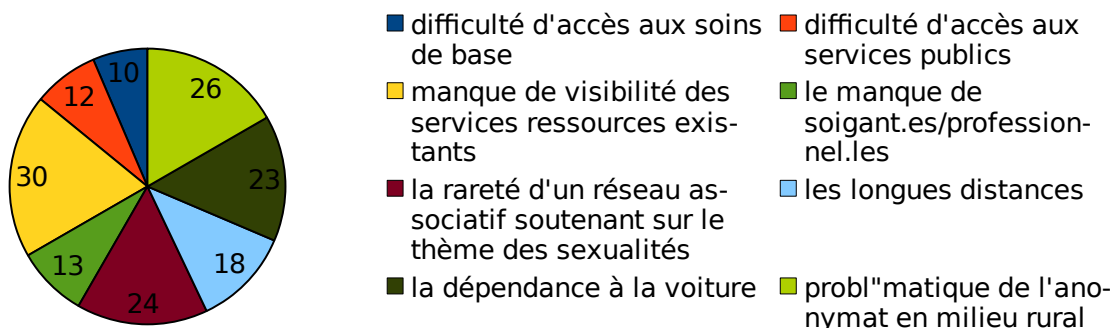 10
26
12
23
30
18
13
24
difficulté d'accès aux soins
de base
difficulté d'accès aux
services publics
manque de visibilité des
services ressources exis-
tants
le manque de
soigant.es/profession-
nel.les
la rareté d'un réseau as-
sociatif soutenant sur le
thème des sexualités
les longues distances
la dépendance à la voiture
probl"matique de l'ano-
nymat en milieu rural